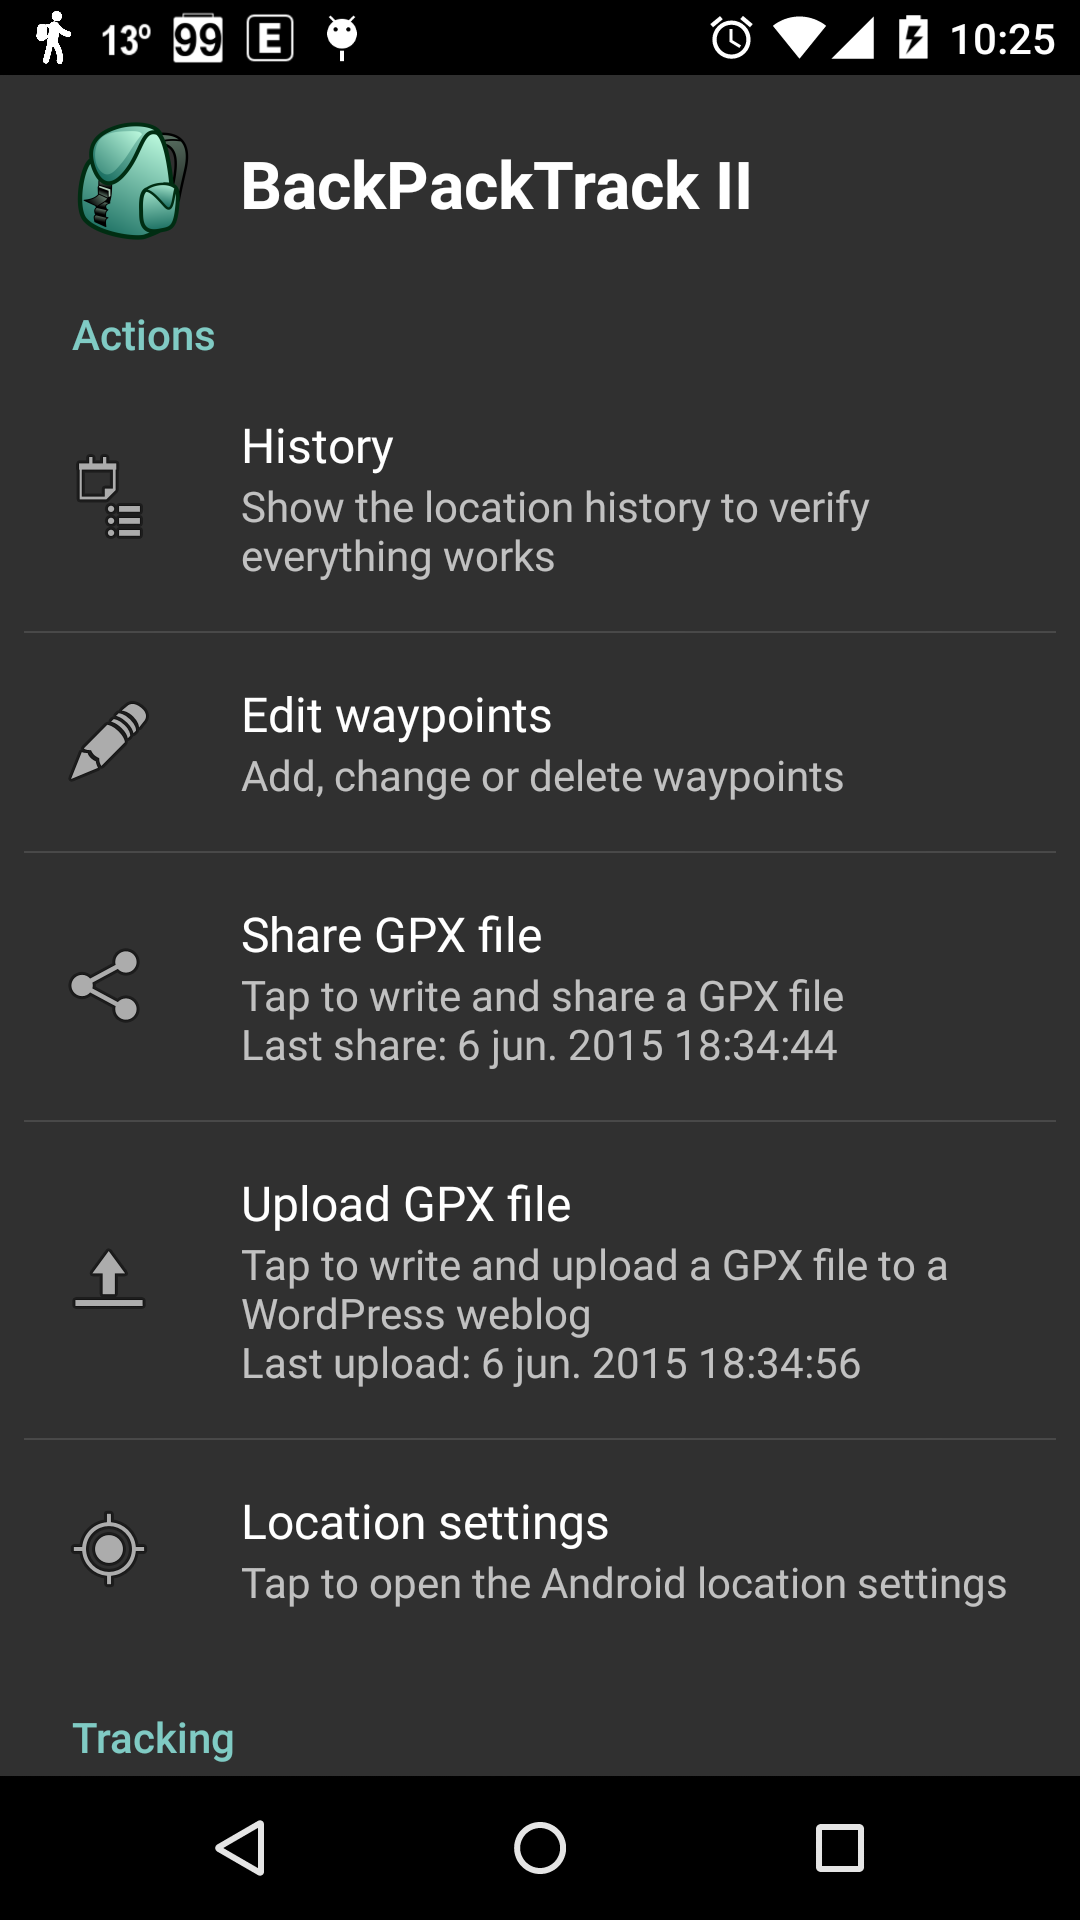 13° 99 E 10:25
BackPackTrack II
Actions
History
Show the location history to verify
everything works
Edit waypoints
Add, change or delete waypoints
Share GPX file
Tap to write and share a GPX file
Last share: 6 jun. 2015 18:34:44
Upload GPX file
Tap to write and upload a GPX file to a
WordPress weblog
Last upload: 6 jun. 2015 18:34:56
Location settings
Tap to open the Android location settings
Tracking